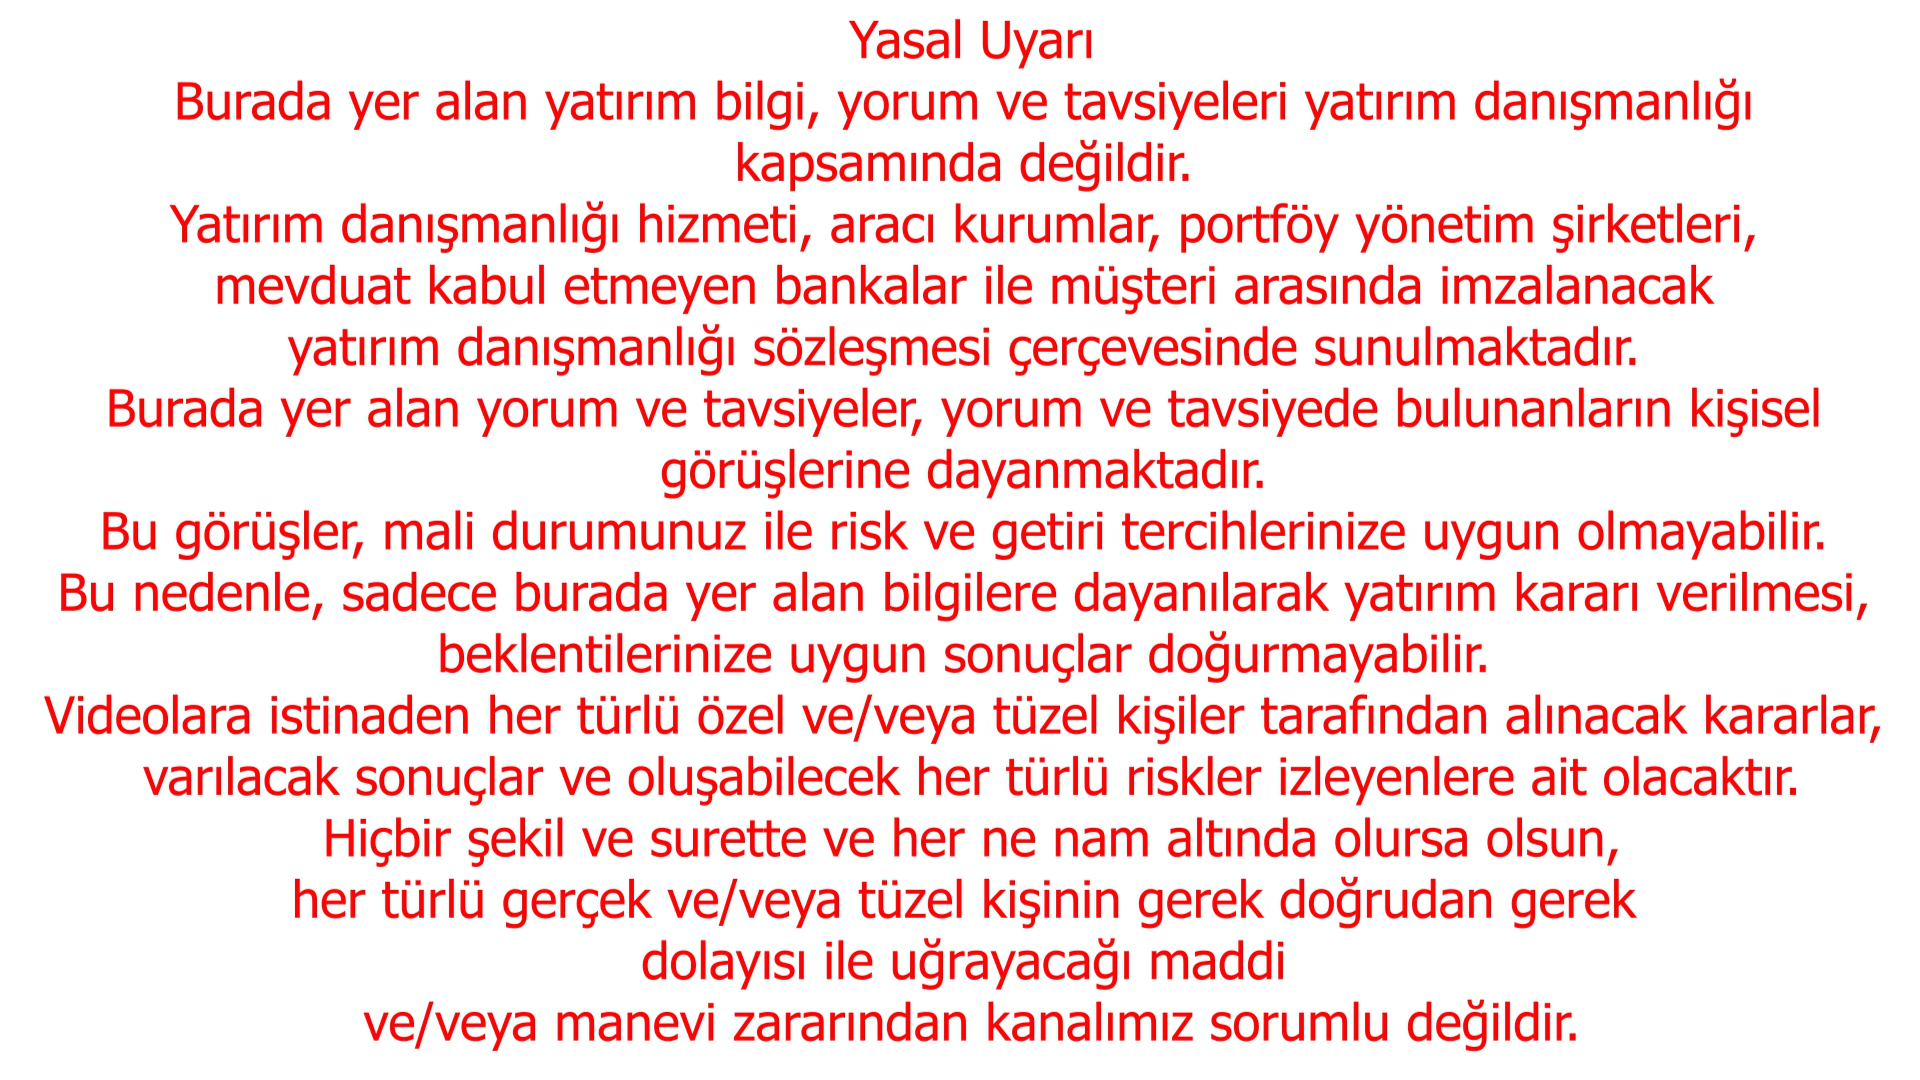 Yasal Uyarı
Burada yer alan yatırım bilgi, yorum ve tavsiyeleri yatırım danışmanlığı
kapsamında değildir.
Yatırım danışmanlığı hizmeti, aracı kurumlar, portföy yönetim şirketleri,
mevduat kabul etmeyen bankalar ile müşteri arasında imzalanacak
yatırım danışmanlığı sözleşmesi çerçevesinde sunulmaktadır.
Burada yer alan yorum ve tavsiyeler, yorum ve tavsiyede bulunanların kişisel
görüşlerine dayanmaktadır.
Bu görüşler, mali durumunuz ile risk ve getiri tercihlerinize uygun olmayabilir.
Bu nedenle, sadece burada yer alan bilgilere dayanılarak yatırım kararı verilmesi,
beklentilerinize uygun sonuçlar doğurmayabilir.
Videolara istinaden her türlü özel ve/veya tüzel kişiler tarafından alınacak kararlar,
varılacak sonuçlar ve oluşabilecek her türlü riskler izleyenlere ait olacaktır.
Hiçbir şekil ve surette ve her ne nam altında olursa olsun,
her türlü gerçek ve/veya tüzel kişinin gerek doğrudan gerek
dolayısı ile uğrayacağı maddi
ve/veya manevi zararından kanalımız sorumlu değildir.